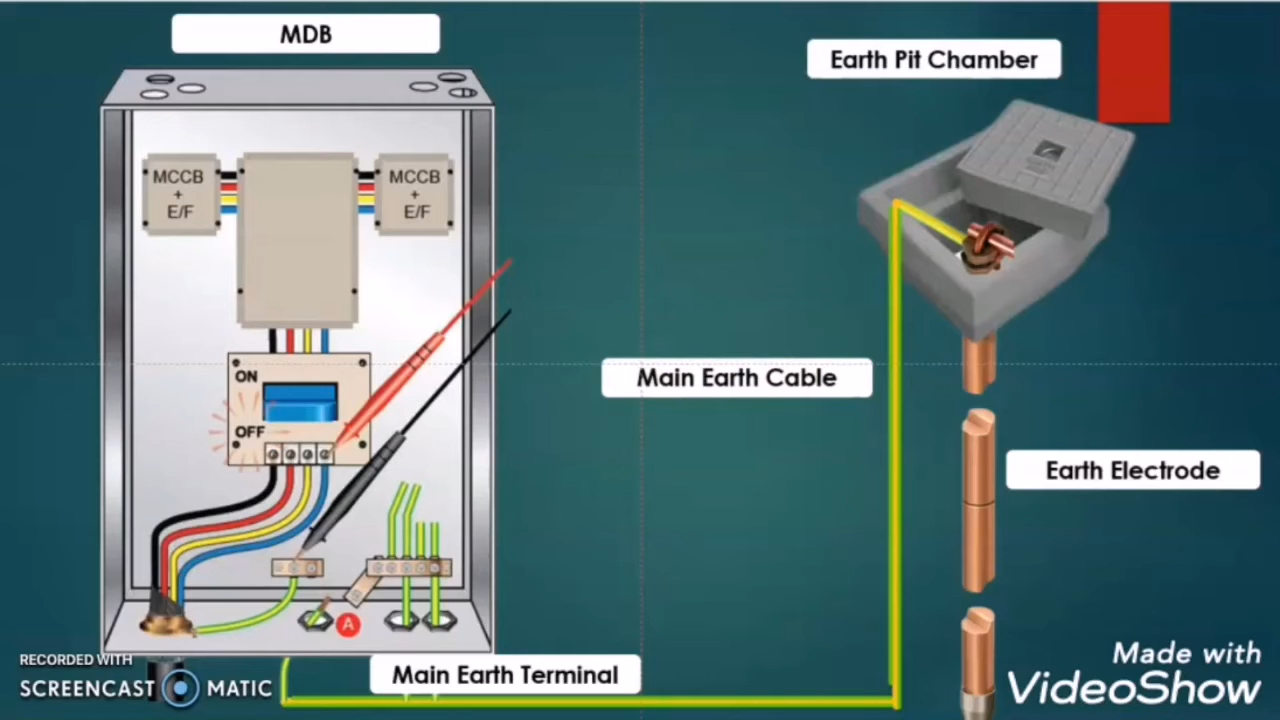 MDB
Earth Pit Chamber
MCCB
+
E/F
MCCB
+
E/F
ON
OFF
Main Earth Cable
Earth Electrode
A
Main Earth Terminal
RECORDED WITH
SCREENCAST MATIC
Made with
VideoShow